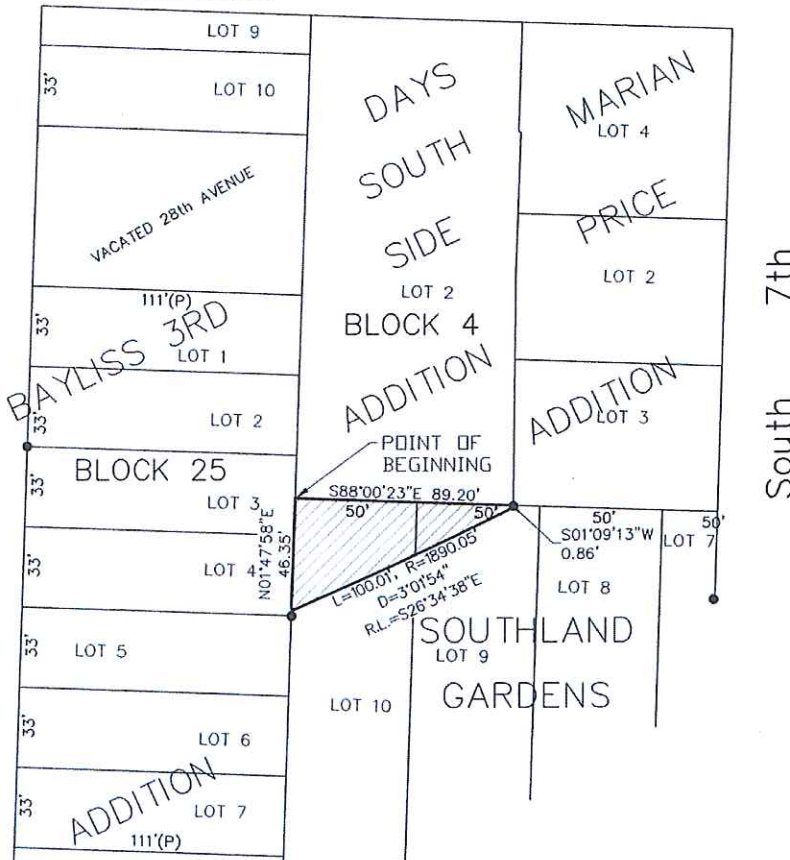 LOT 9
33'
LOT 10
VACATED 28th AVENUE
111'(P)
33'
LOT 1
BAYLISS 3RD
33'
LOT 2
BLOCK 25
33'
LOT 3
33'
LOT 4
33'
LOT 5
33'
LOT 6
33'
LOT 7
ADDITION
111'(P)
DAYS
SOUTH
SIDE
LOT 2
BLOCK 4
ADDITION
POINT OF
BEGINNING
MARIAN
LOT 4
PRICE
LOT 2
ADDITION
LOT 3
South 7th
S88°00'23"E 89.20'
50'
50'
50'
50'
N01°47'58"E
46.35'
L=100.01', R=1890.05'
D=3°01'54"
R.L.=S26°34'38"E
S01°09'13"W
0.86'
LOT 7
LOT 8
SOUTHLAND
LOT 9
GARDENS
LOT 10